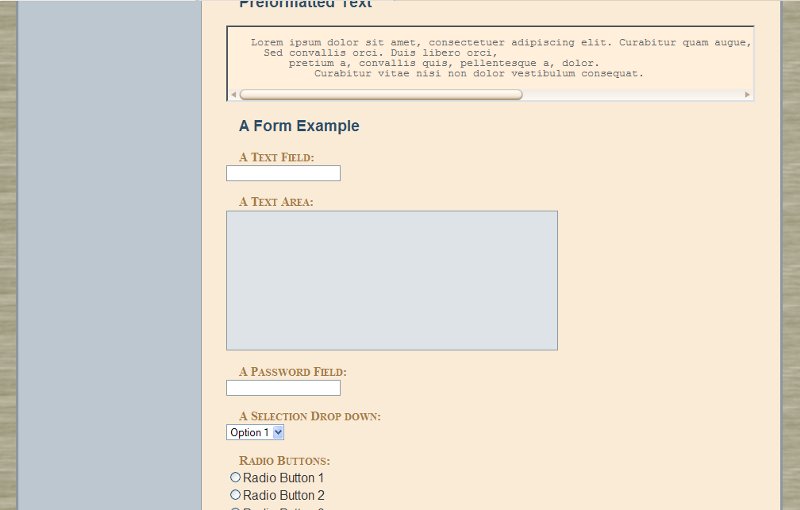 Preformatted Text
Lorem ipsum dolor sit amet, consectetuer adipiscing elit. Curabitur quam augue,
Sed convallis orci. Duis libero orci,
pretium a, convallis quis, pellentesque a, dolor.
Curabitur vitae nisi non dolor vestibulum consequat.
A Form Example
A Text Field:
A Text Area:
A Password Field:
A Selection Drop down:
Option 1
Radio Buttons:
Radio Button 1
Radio Button 2